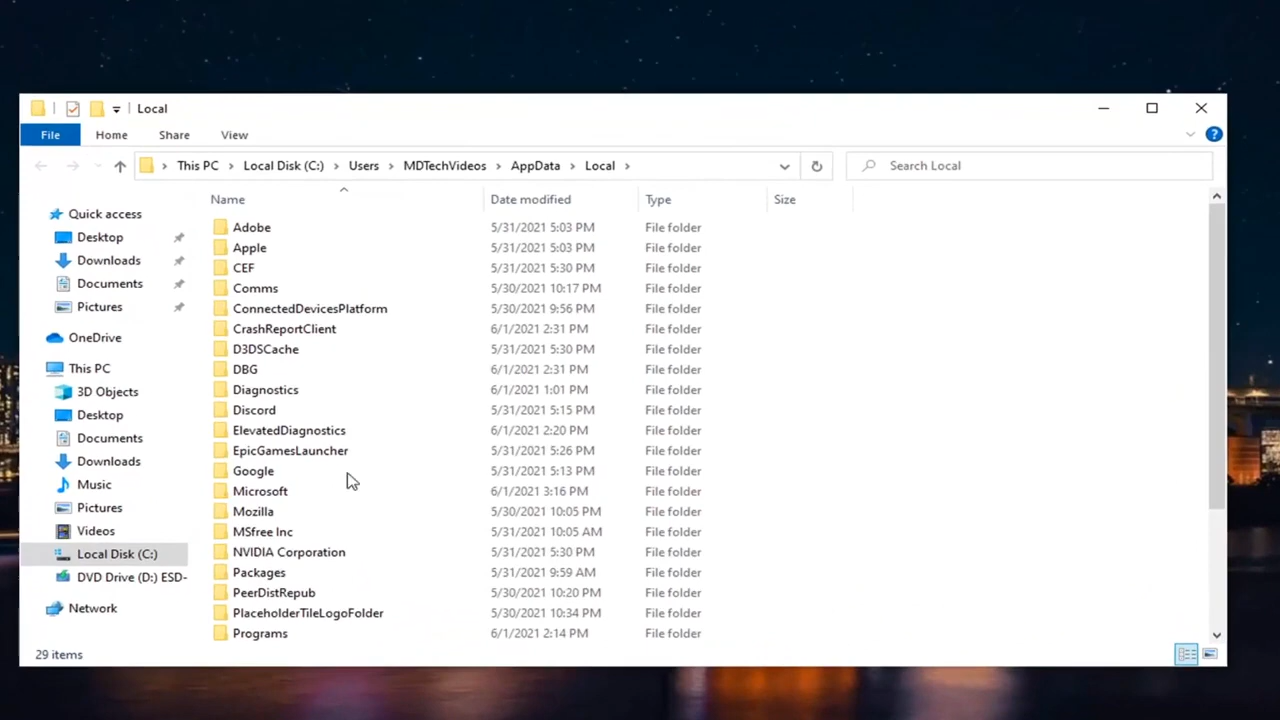 Local
File Home Share View
This PC Local Disk (C:) Users MDTechVideos AppData Local Search Local
Name Date modified Type Size
Quick access
Desktop
Downloads
Documents
Pictures
OneDrive
This PC
3D Objects
Desktop
Documents
Downloads
Music
Pictures
Videos
Local Disk (C:)
DVD Drive (D:) ESD-
Network
Adobe 5/31/2021 5:03 PM File folder
Apple 5/31/2021 5:03 PM File folder
CEF 5/31/2021 5:30 PM File folder
Comms 5/30/2021 10:17 PM File folder
ConnectedDevicesPlatform 5/30/2021 9:56 PM File folder
CrashReportClient 6/1/2021 2:31 PM File folder
D3DSCache 5/31/2021 5:30 PM File folder
DBG 6/1/2021 2:31 PM File folder
Diagnostics 6/1/2021 1:01 PM File folder
Discord 5/31/2021 5:15 PM File folder
ElevatedDiagnostics 6/1/2021 2:20 PM File folder
EpicGamesLauncher 5/31/2021 5:26 PM File folder
Google 5/31/2021 5:13 PM File folder
Microsoft 6/1/2021 3:16 PM File folder
Mozilla 5/30/2021 10:05 PM File folder
MSfree Inc 5/31/2021 10:05 AM File folder
NVIDIA Corporation 5/31/2021 5:30 PM File folder
Packages 5/31/2021 9:59 AM File folder
PeerDistRepub 5/30/2021 10:20 PM File folder
PlaceholderTileLogoFolder 5/30/2021 10:34 PM File folder
Programs 6/1/2021 2:14 PM File folder
29 items